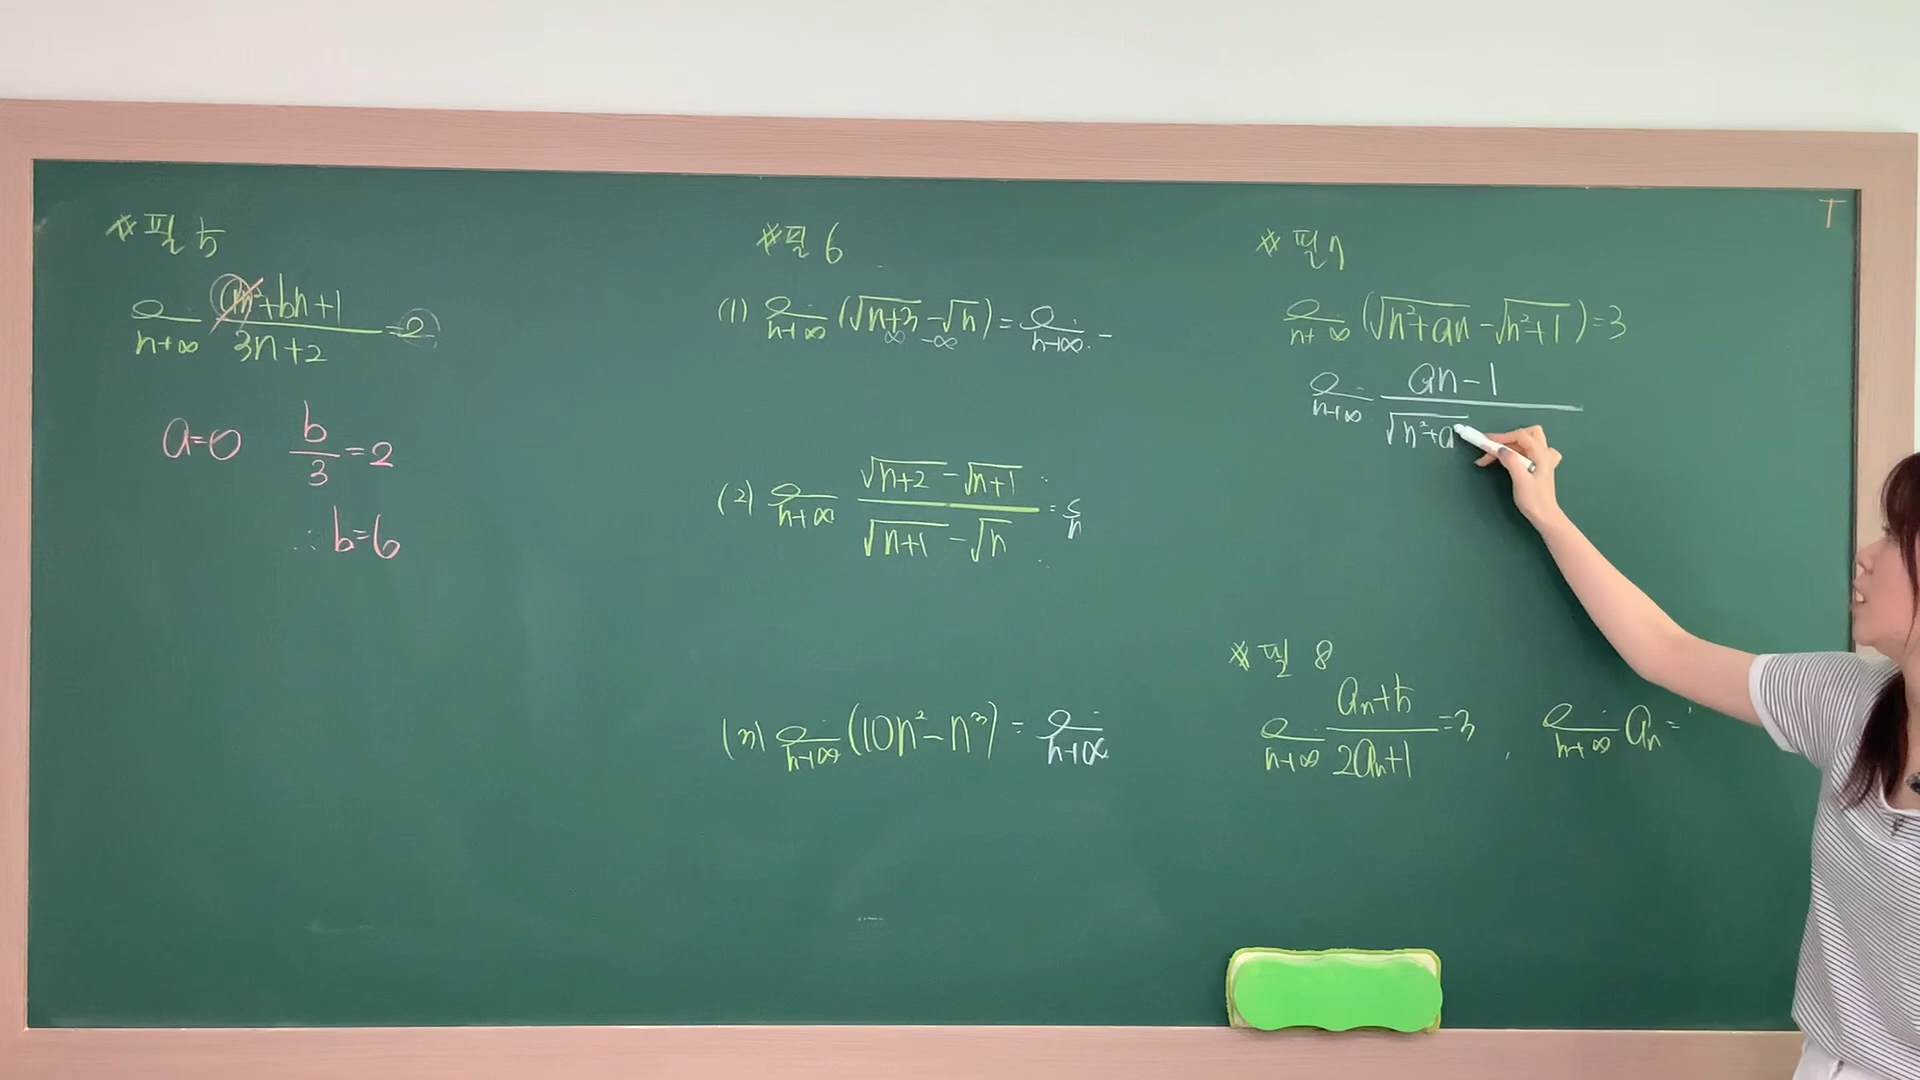 #필 5
lim n→∞ (an²+bn+1)/(3n+2) = 2
a=0 b/3=2
∴ b=6
#필 6
(1) lim n→∞ (√(n+3) - √n) = lim n→∞
∞ -∞
(2) lim n→∞ (√(n+2) - √(n+1))/(√(n+1) - √n) =
(3) lim n→∞ (10n² - n³) = lim n→∞
#필 7
lim n→∞ (√(n²+an) - √(n²+1)) = 3
lim n→∞ (an-1)/(√(n²+a
#필 8
lim n→∞ (aₙ+5)/(2aₙ+1) = 3 , lim n→∞ aₙ =
T